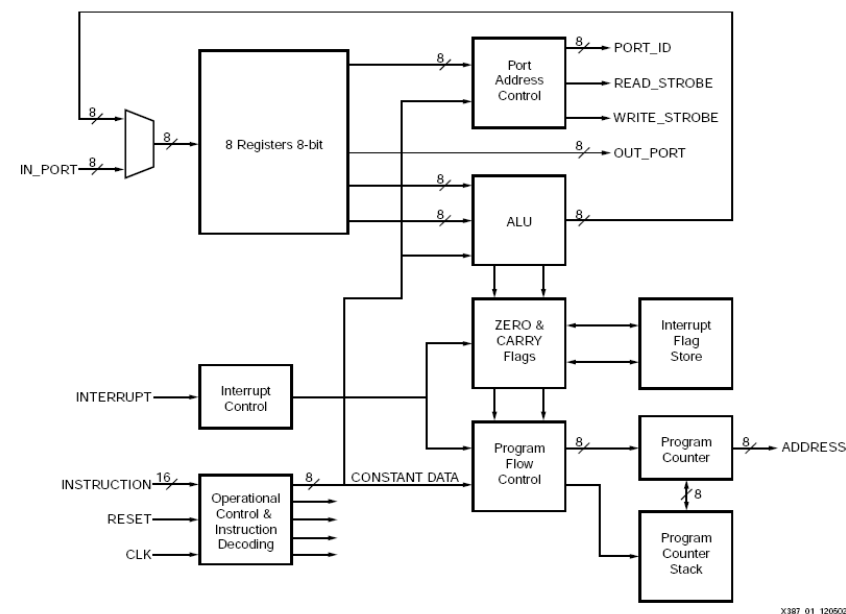 8
8
PORT_ID
Port
Address
Control
READ_STROBE
WRITE_STROBE
8
8
8 Registers 8-bit
IN_PORT
8
8
OUT_PORT
8
8
ALU
8
ZERO &
CARRY
Flags
Interrupt
Flag
Store
INTERRUPT
Interrupt
Control
Program
Flow
Control
8
Program
Counter
8
ADDRESS
INSTRUCTION
16
8
CONSTANT DATA
Operational
Control &
Instruction
Decoding
RESET
CLK
8
Program
Counter
Stack
X387_01_120502